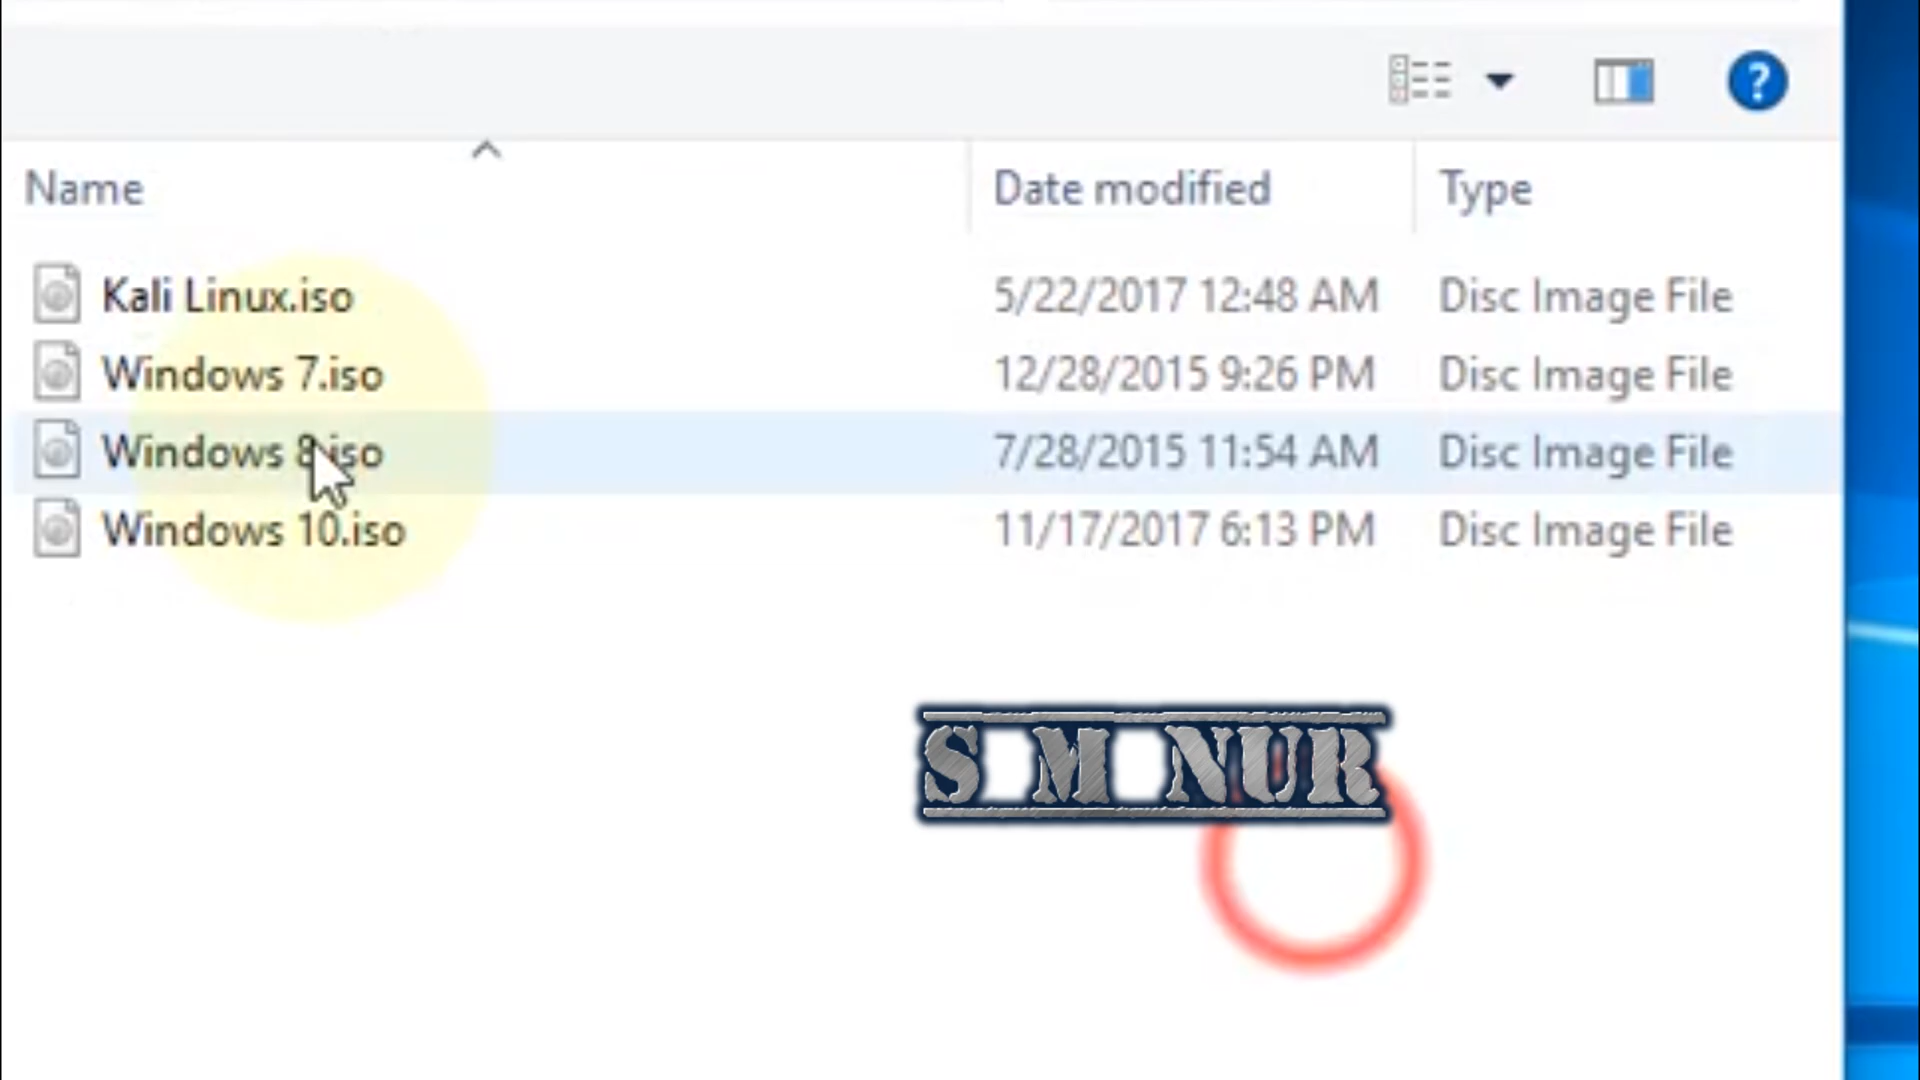 ?
Name Date modified Type
Kali Linux.iso 5/22/2017 12:48 AM Disc Image File
Windows 7.iso 12/28/2015 9:26 PM Disc Image File
Windows 8.iso 7/28/2015 11:54 AM Disc Image File
Windows 10.iso 11/17/2017 6:13 PM Disc Image File
S M NUR